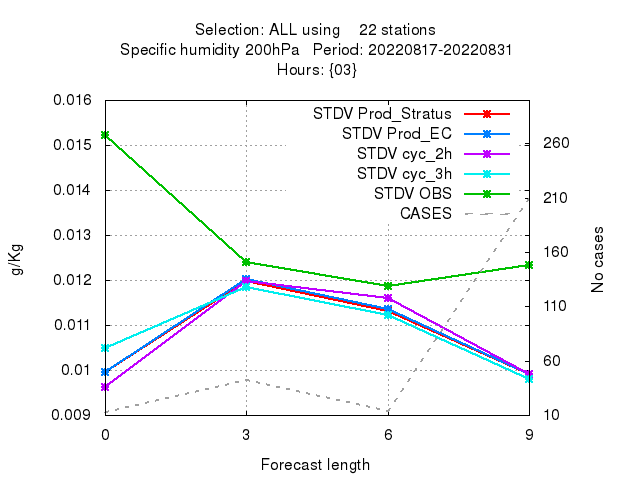 Selection: ALL using    22 stations
Specific humidity 200hPa   Period: 20220817-20220831
Hours: {03}
STDV Prod_Stratus
STDV Prod_EC
STDV cyc_2h
STDV cyc_3h
STDV OBS
CASES
0.016
0.015
0.014
0.013
0.012
0.011
0.01
0.009
g/Kg
260
210
160
110
60
10
No cases
0 3 6 9
Forecast length